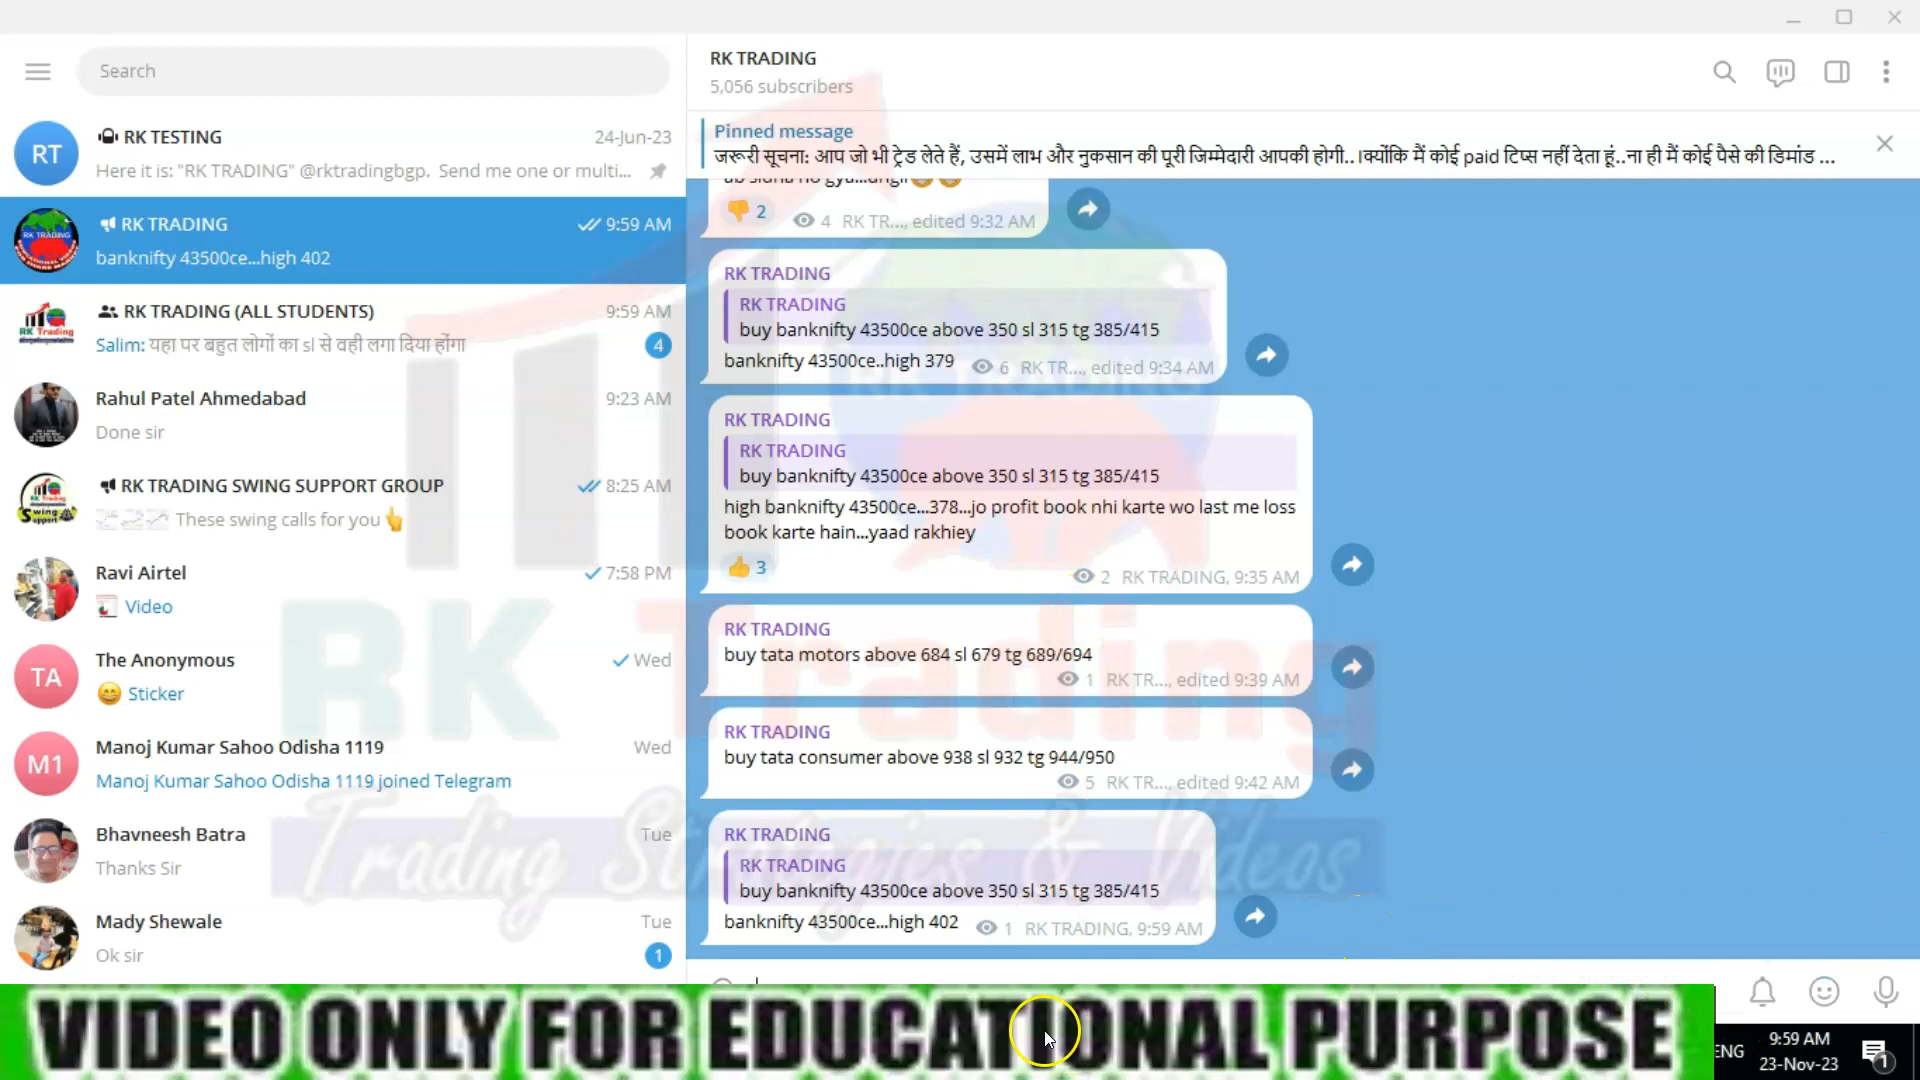 Search
RT
RK TESTING
24-Jun-23
Here it is: "RK TRADING" @rktradingbgp. Send me one or multi...
RK TRADING
9:59 AM
banknifty 43500ce...high 402
RK TRADING (ALL STUDENTS)
9:59 AM
Salim: यहा पर बहुत लोगों का sl से वही लगा दिया होंगा
4
Rahul Patel Ahmedabad
9:23 AM
Done sir
RK TRADING SWING SUPPORT GROUP
8:25 AM
These swing calls for you👆
Ravi Airtel
7:58 PM
Video
TA
The Anonymous
Wed
😄 Sticker
M1
Manoj Kumar Sahoo Odisha 1119
Wed
Manoj Kumar Sahoo Odisha 1119 joined Telegram
Bhavneesh Batra
Tue
Thanks Sir
Mady Shewale
Tue
Ok sir
1
RK TRADING
5,056 subscribers
Pinned message
जरूरी सूचना: आप जो भी ट्रेड लेते हैं, उसमें लाभ और नुकसान की पूरी जिम्मेदारी आपकी होगी.. ।क्योंकि मैं कोई paid टिप्स नहीं देता हूं..ना ही मैं कोई पैसे की डिमांड ...
👎 2
4 RK TR..., edited 9:32 AM
RK TRADING
RK TRADING
buy banknifty 43500ce above 350 sl 315 tg 385/415
banknifty 43500ce..high 379
6 RK TR..., edited 9:34 AM
RK TRADING
RK TRADING
buy banknifty 43500ce above 350 sl 315 tg 385/415
high banknifty 43500ce...378...jo profit book nhi karte wo last me loss
book karte hain...yaad rakhiey
👍 3
2 RK TRADING, 9:35 AM
RK TRADING
buy tata motors above 684 sl 679 tg 689/694
1 RK TR..., edited 9:39 AM
RK TRADING
buy tata consumer above 938 sl 932 tg 944/950
5 RK TR..., edited 9:42 AM
RK TRADING
RK TRADING
buy banknifty 43500ce above 350 sl 315 tg 385/415
banknifty 43500ce...high 402
1 RK TRADING, 9:59 AM
RK Trading
Trading Strategies & Videos
VIDEO ONLY FOR EDUCATIONAL PURPOSE
ENG
9:59 AM
23-Nov-23
1